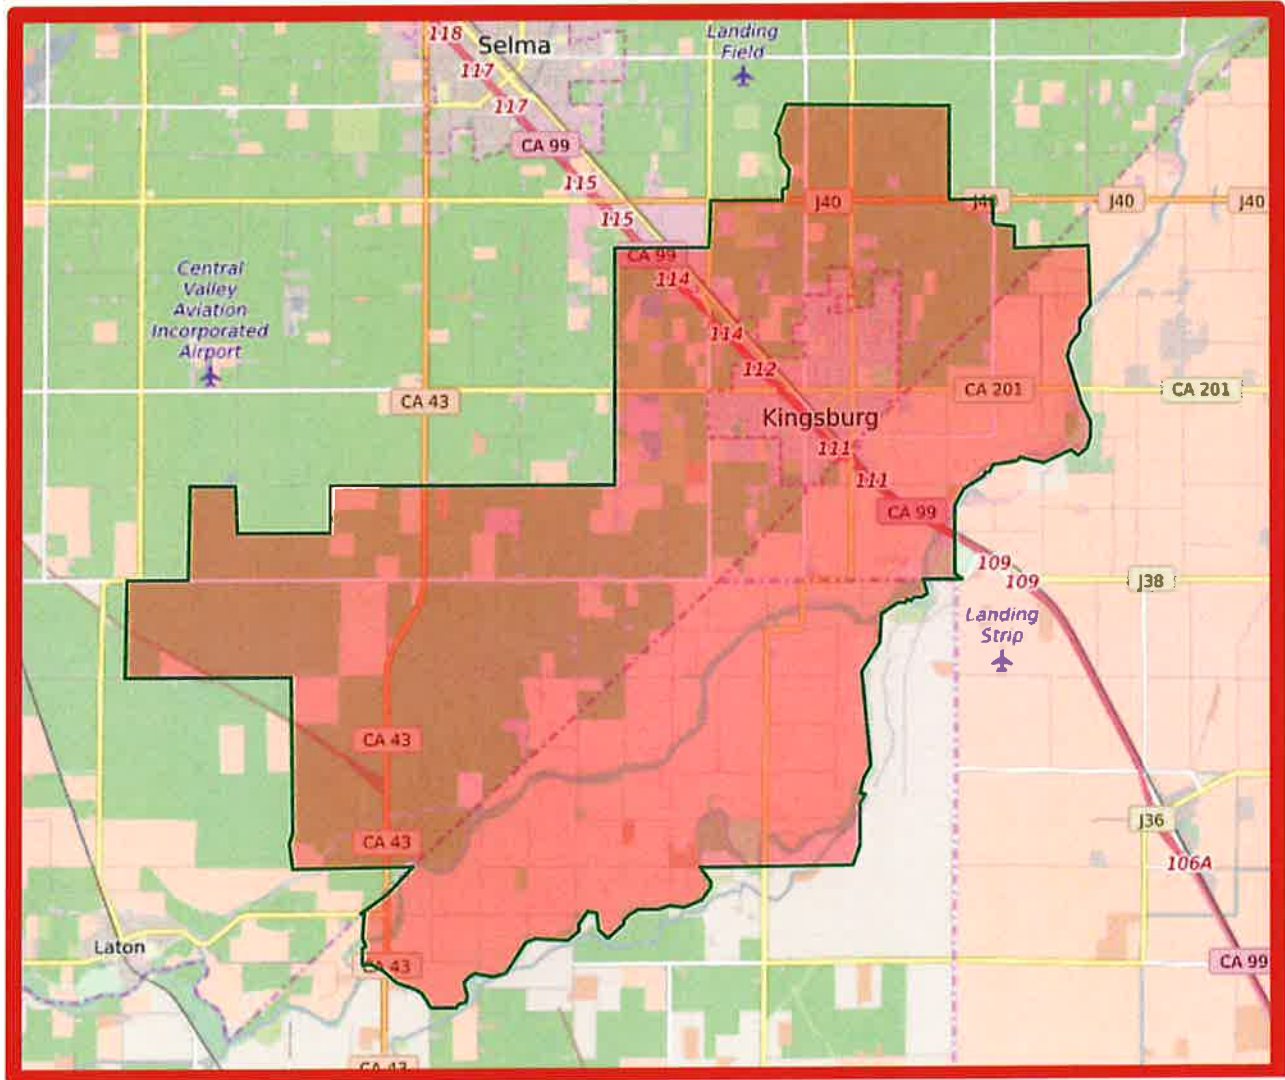 118
Selma
Landing
Field
117
117
CA 99
115
J40
J40
J40
J40
115
CA 99
Central
Valley
Aviation
Incorporated
Airport
114
114
112
CA 43
CA 201
CA 201
Kingsburg
111
111
CA 99
109
109
J38
Landing
Strip
CA 43
J36
CA 43
106A
Laton
CA 43
CA 99
CA 43